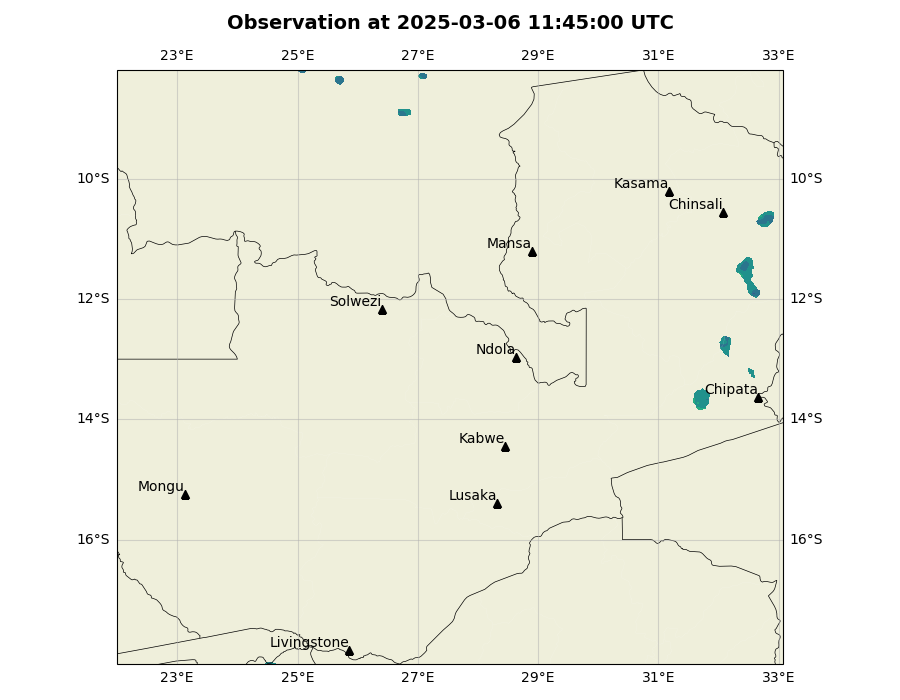 Observation at 2025-03-06 11:45:00 UTC
23°E 25°E 27°E 29°E 31°E 33°E
10°S 10°S
Kasama
Chinsali
Mansa
12°S 12°S
Solwezi
Ndola
Chipata
14°S 14°S
Kabwe
Mongu
Lusaka
16°S 16°S
Livingstone
23°E 25°E 27°E 29°E 31°E 33°E